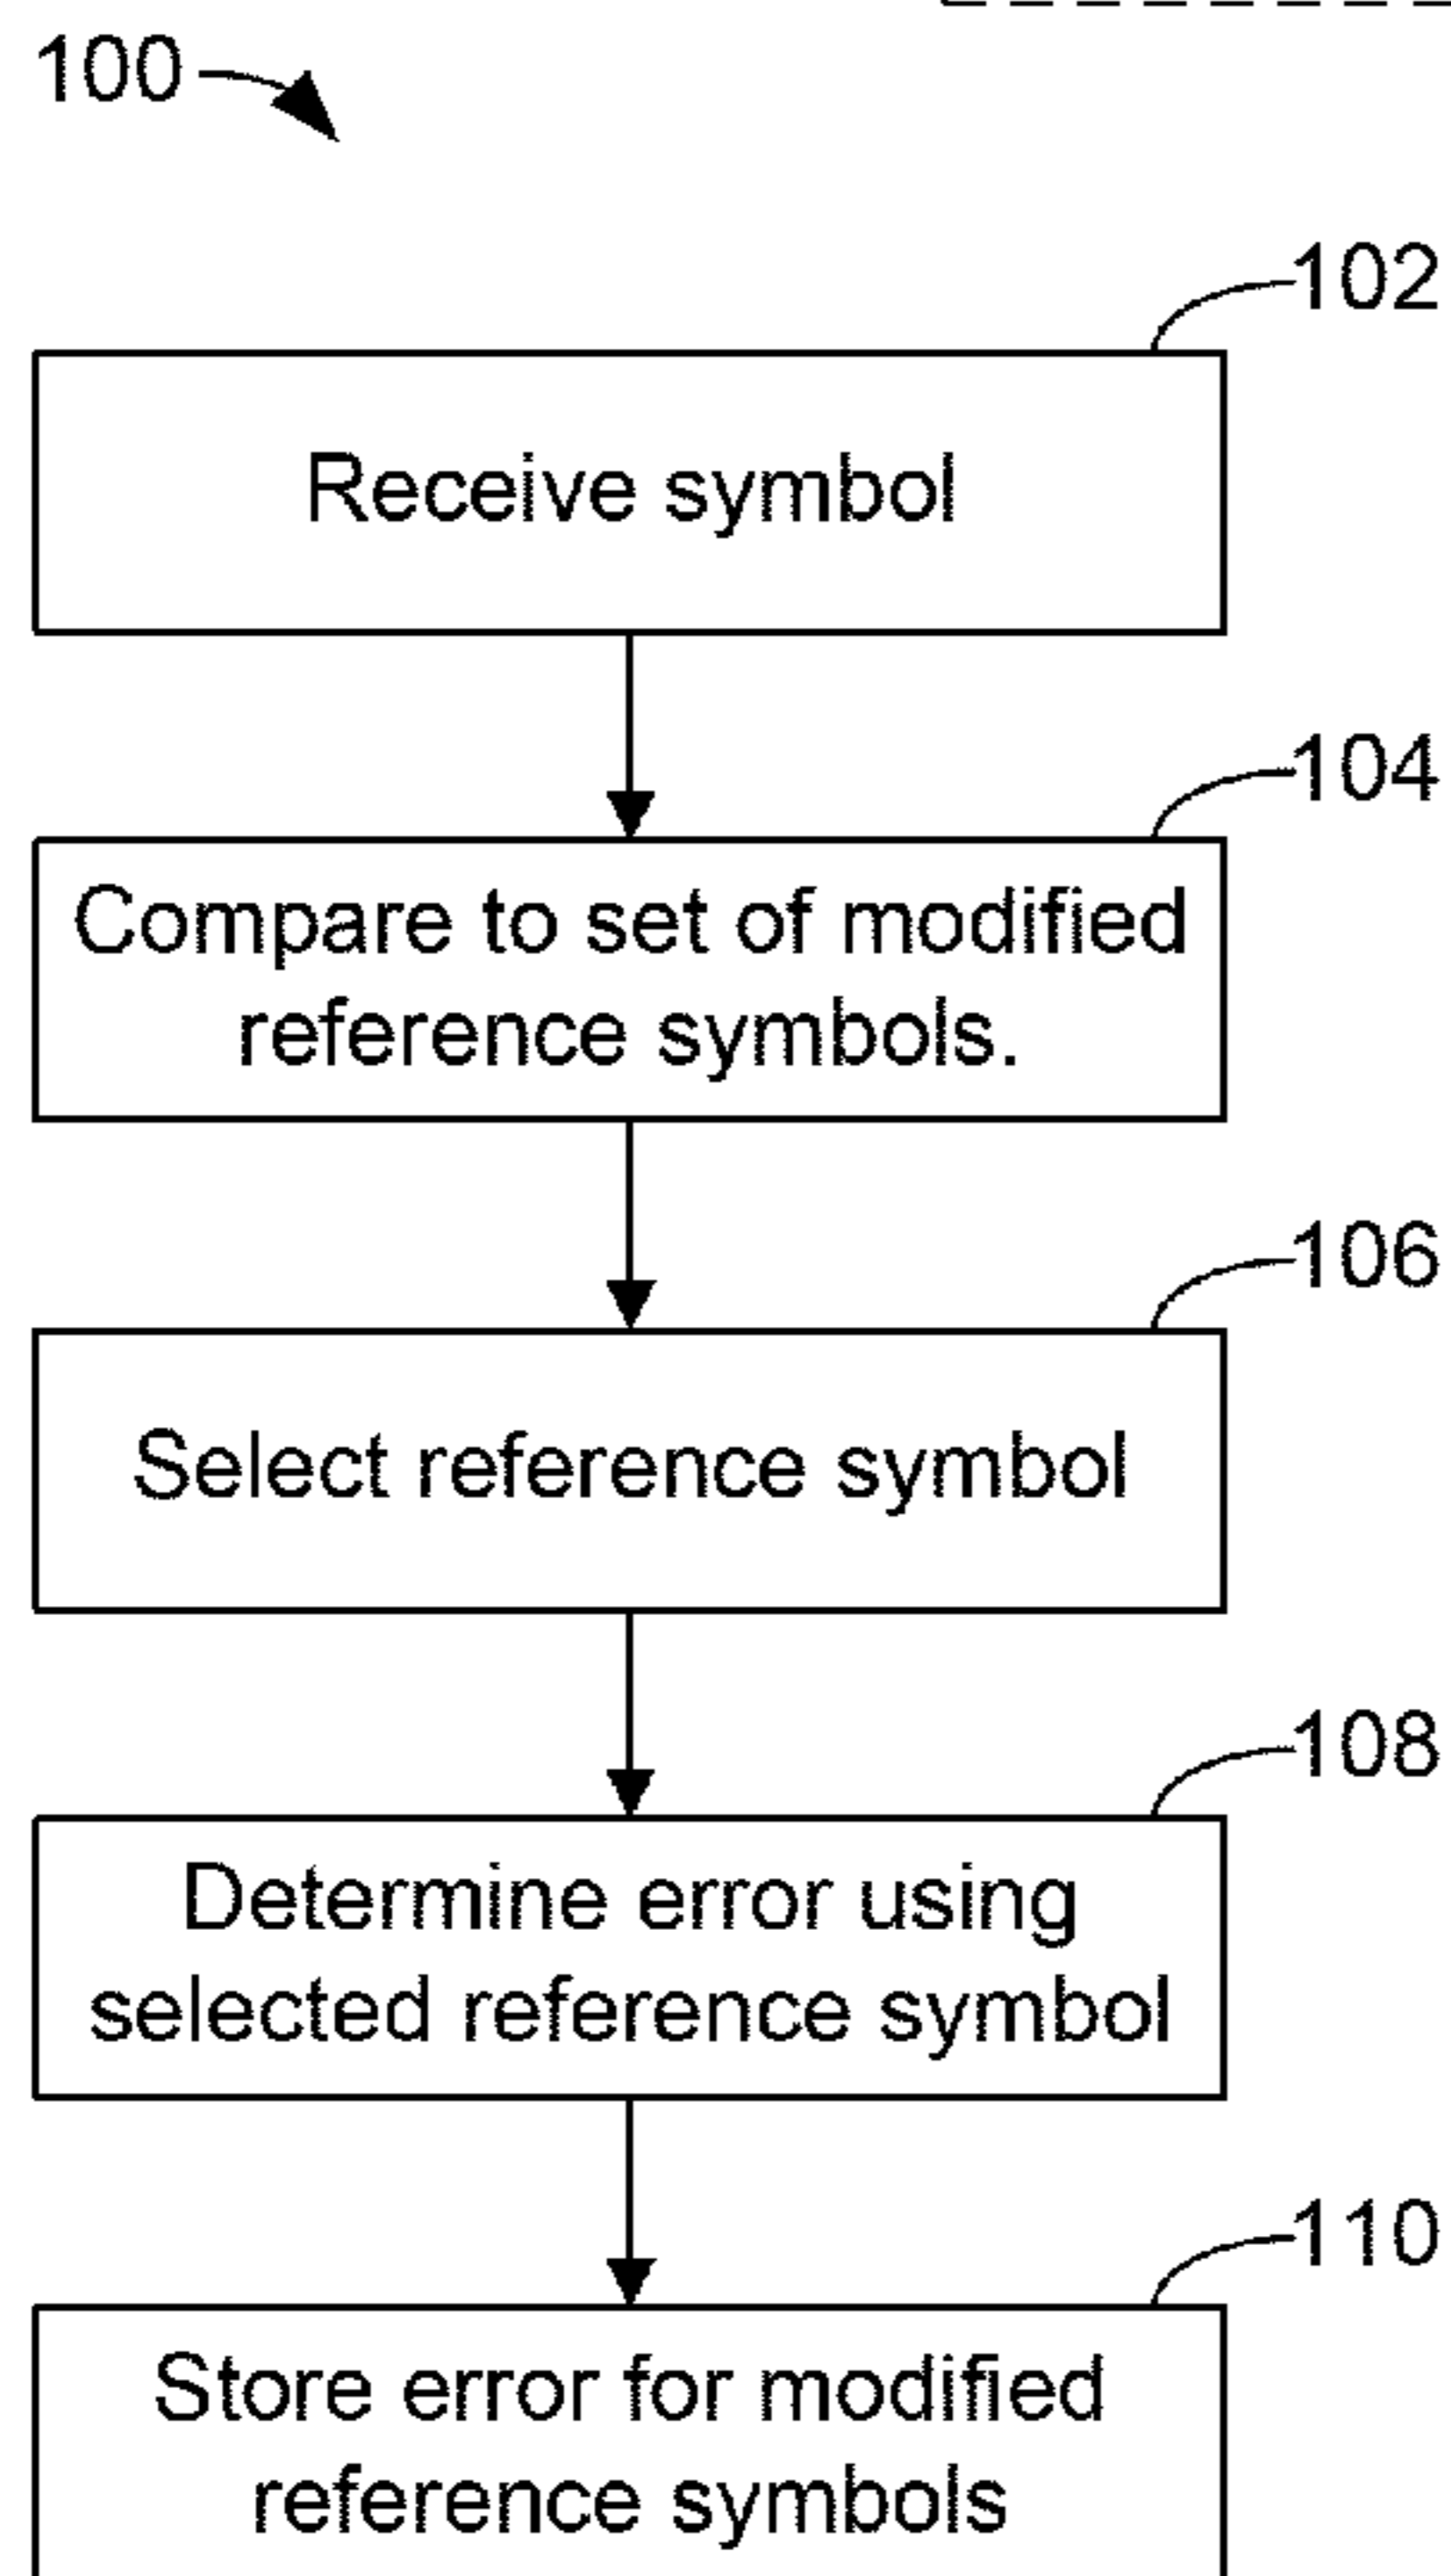 100
102
Receive symbol
104
Compare to set of modified
reference symbols.
106
Select reference symbol
108
Determine error using
selected reference symbol
110
Store error for modified
reference symbols